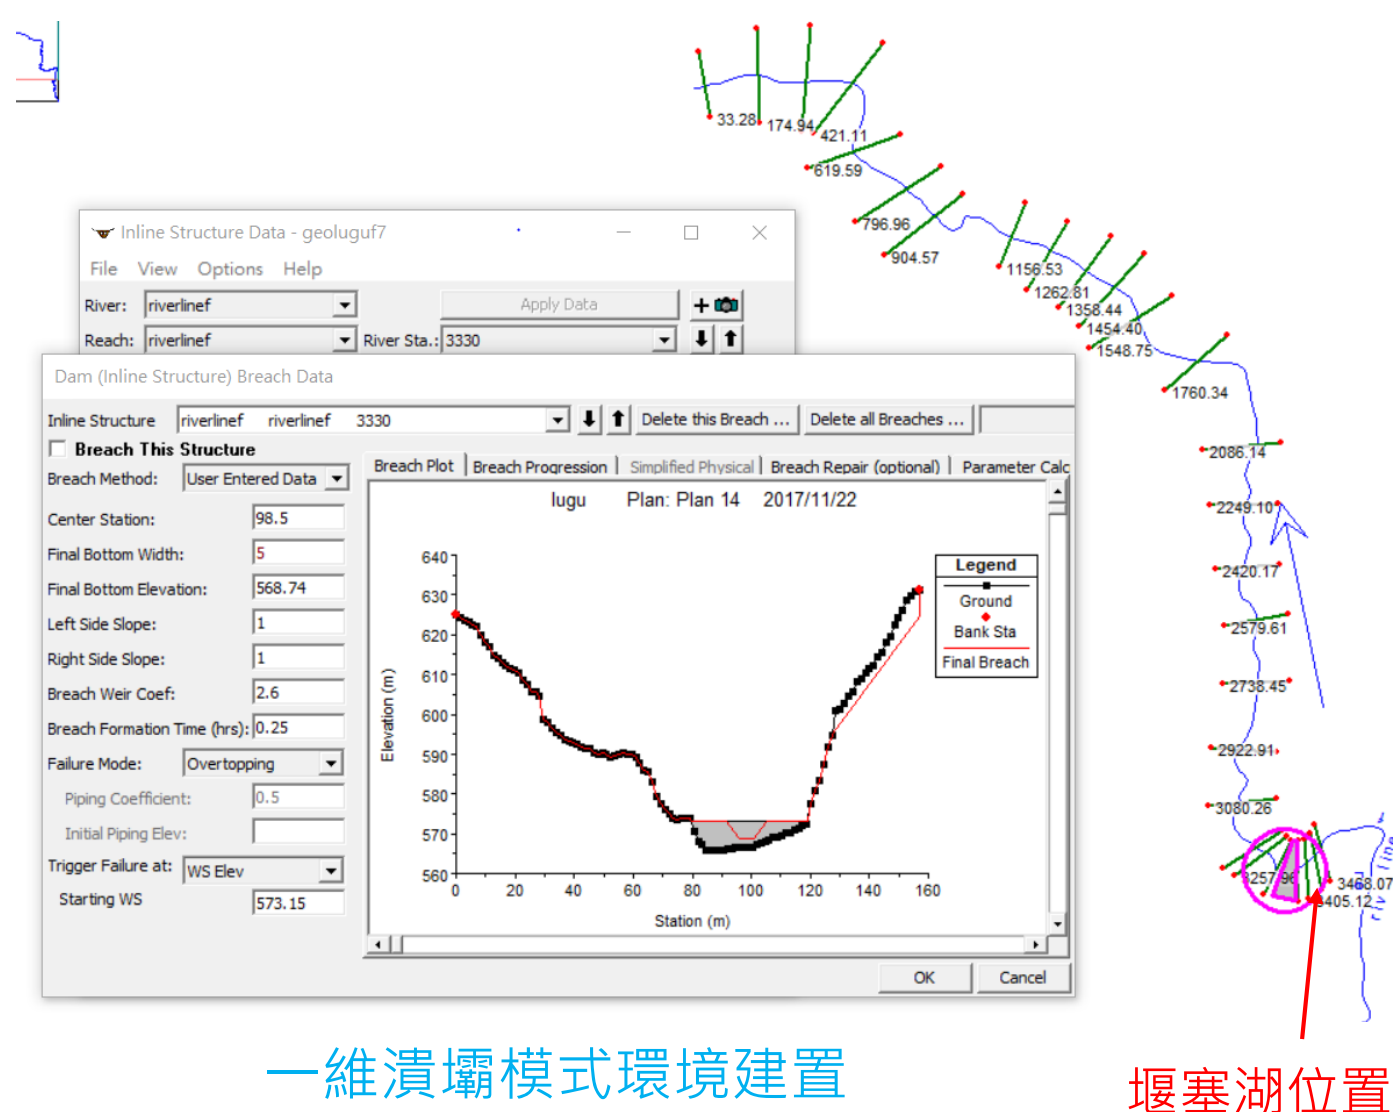 33.28
174.94
421.11
619.59
796.96
904.57
1156.53
1262.81
1358.44
1454.40
1548.75
1760.34
2086.14
2249.10
2420.17
2579.61
2738.45
2922.91
3080.26
3257.96
3468.07
3405.12
Inline Structure Data - geoluguf7
File View Options Help
River: riverlinef Apply Data
Reach: riverlinef River Sta.: 3330
Dam (Inline Structure) Breach Data
Inline Structure riverlinef riverlinef 3330 Delete this Breach ... Delete all Breaches ...
Breach This Structure
Breach Method: User Entered Data
Center Station: 98.5
Final Bottom Width: 5
Final Bottom Elevation: 568.74
Left Side Slope: 1
Right Side Slope: 1
Breach Weir Coef: 2.6
Breach Formation Time (hrs): 0.25
Failure Mode: Overtopping
Piping Coefficient: 0.5
Initial Piping Elev:
Trigger Failure at: WS Elev
Starting WS 573.15
Breach Plot Breach Progression Simplified Physical Breach Repair (optional) Parameter Calc
lugu Plan: Plan 14 2017/11/22
Elevation (m)
640
630
620
610
600
590
580
570
560
0 20 40 60 80 100 120 140 160
Station (m)
Legend
Ground
Bank Sta
Final Breach
OK Cancel
一維潰壩模式環境建置
堰塞湖位置